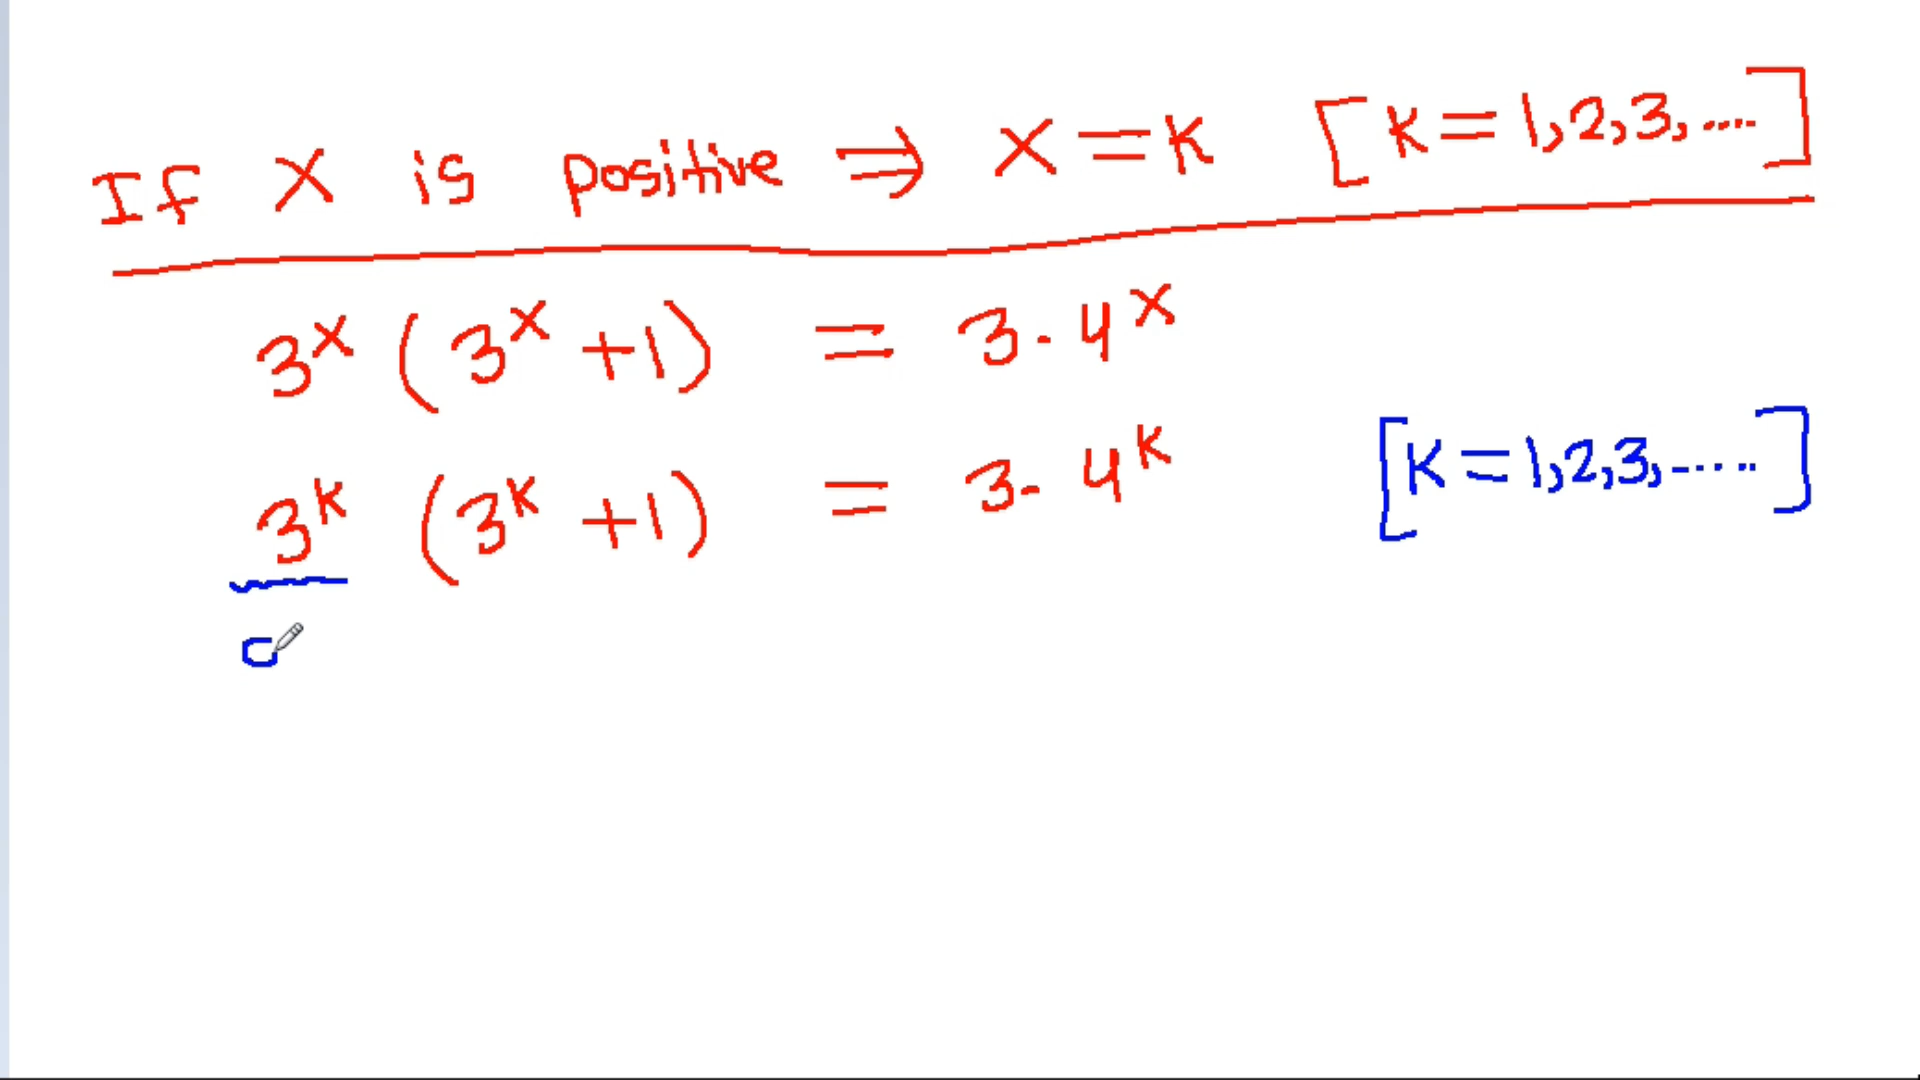 If x is positive ⇒ x = k [k = 1,2,3,....]
3^x (3^x + 1) = 3 . 4^x
3^k (3^k + 1) = 3 . 4^k [k = 1,2,3,.....]